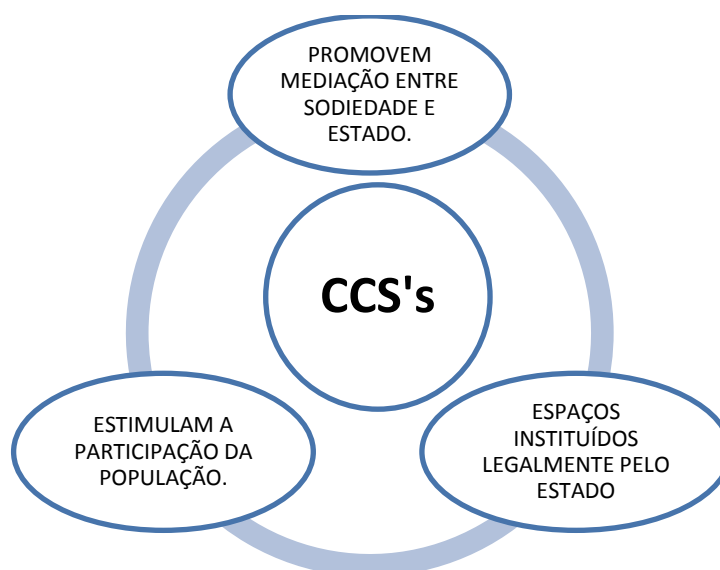 PROMOVEM
MEDIAÇÃO ENTRE
SODIEDADE E
ESTADO.
CCS's
ESTIMULAM A
PARTICIPAÇÃO DA
POPULAÇÃO.
ESPAÇOS
INSTITUÍDOS
LEGALMENTE PELO
ESTADO